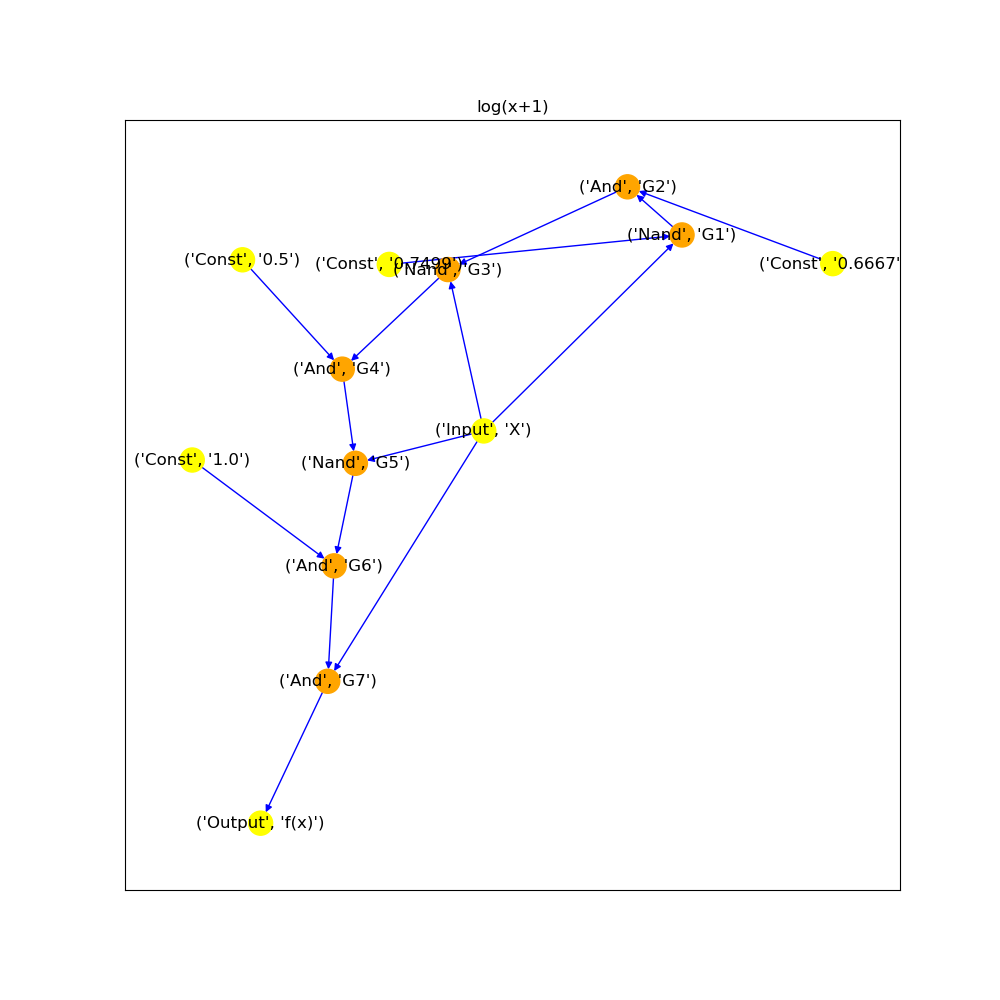 log(x+1)
('And', 'G2')
('Nand', 'G1')
('Const', '0.5')
('Const', '0.7499')
('Nand', 'G3')
('Const', '0.6667'
('And', 'G4')
('Input', 'X')
('Const', '1.0')
('Nand', 'G5')
('And', 'G6')
('And', 'G7')
('Output', 'f(x)')